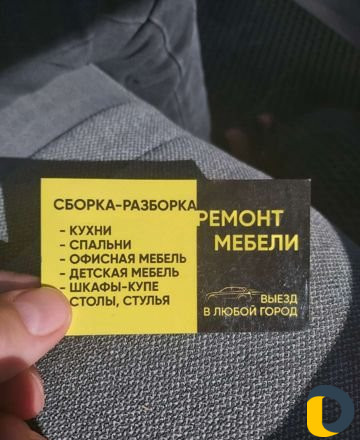 СБОРКА-РАЗБОРКА
- КУХНИ
- СПАЛЬНИ
- ОФИСНАЯ МЕБЕЛЬ
- ДЕТСКАЯ МЕБЕЛЬ
- ШКАФЫ-КУПЕ
СТОЛЫ, СТУЛЬЯ
РЕМОНТ
МЕБЕЛИ
ВЫЕЗД
В ЛЮБОЙ ГОРОД